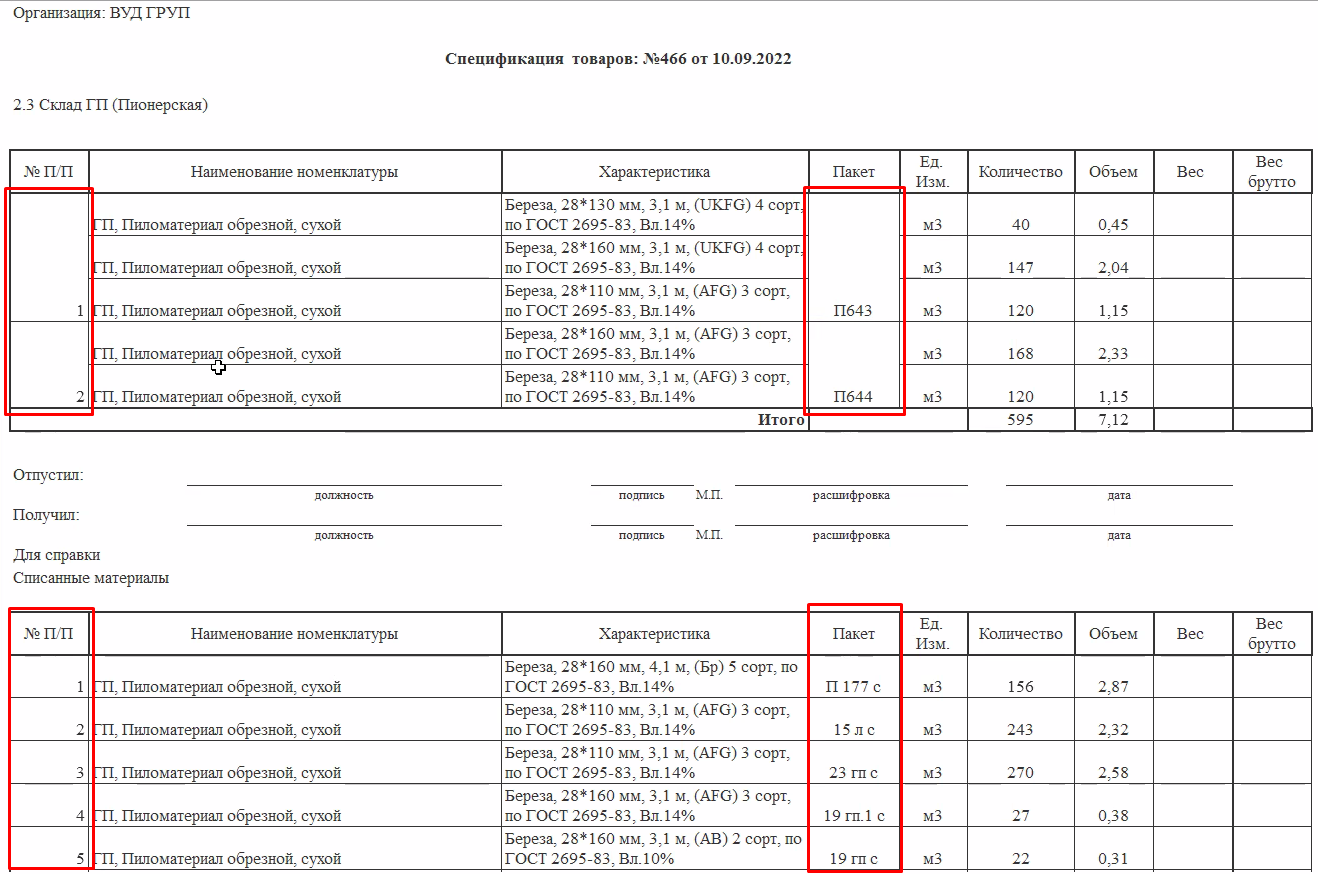 Организация: ВУД ГРУП
Спецификация товаров: №466 от 10.09.2022
2.3 Склад ГП (Пионерская)
№ П/П Наименование номенклатуры Характеристика Пакет Ед. Изм. Количество Объем Вес Вес брутто
ГП, Пиломатериал обрезной, сухой Береза, 28*130 мм, 3,1 м, (UKFG) 4 сорт, по ГОСТ 2695-83, Вл.14% м3 40 0,45
ГП, Пиломатериал обрезной, сухой Береза, 28*160 мм, 3,1 м, (UKFG) 4 сорт, по ГОСТ 2695-83, Вл.14% м3 147 2,04
1 ГП, Пиломатериал обрезной, сухой Береза, 28*110 мм, 3,1 м, (AFG) 3 сорт, по ГОСТ 2695-83, Вл.14% П643 м3 120 1,15
ГП, Пиломатериал обрезной, сухой Береза, 28*160 мм, 3,1 м, (AFG) 3 сорт, по ГОСТ 2695-83, Вл.14% м3 168 2,33
2 ГП, Пиломатериал обрезной, сухой Береза, 28*110 мм, 3,1 м, (AFG) 3 сорт, по ГОСТ 2695-83, Вл.14% П644 м3 120 1,15
Итого 595 7,12
Отпустил:
должность подпись М.П. расшифровка дата
Получил:
должность подпись М.П. расшифровка дата
Для справки
Списанные материалы
№ П/П Наименование номенклатуры Характеристика Пакет Ед. Изм. Количество Объем Вес Вес брутто
1 ГП, Пиломатериал обрезной, сухой Береза, 28*160 мм, 4,1 м, (Бр) 5 сорт, по ГОСТ 2695-83, Вл.14% П 177 с м3 156 2,87
2 ГП, Пиломатериал обрезной, сухой Береза, 28*110 мм, 3,1 м, (AFG) 3 сорт, по ГОСТ 2695-83, Вл.14% 15 л с м3 243 2,32
3 ГП, Пиломатериал обрезной, сухой Береза, 28*110 мм, 3,1 м, (AFG) 3 сорт, по ГОСТ 2695-83, Вл.14% 23 гп с м3 270 2,58
4 ГП, Пиломатериал обрезной, сухой Береза, 28*160 мм, 3,1 м, (AFG) 3 сорт, по ГОСТ 2695-83, Вл.14% 19 гп.1 с м3 27 0,38
5 ГП, Пиломатериал обрезной, сухой Береза, 28*160 мм, 3,1 м, (АВ) 2 сорт, по ГОСТ 2695-83, Вл.10% 19 гп с м3 22 0,31